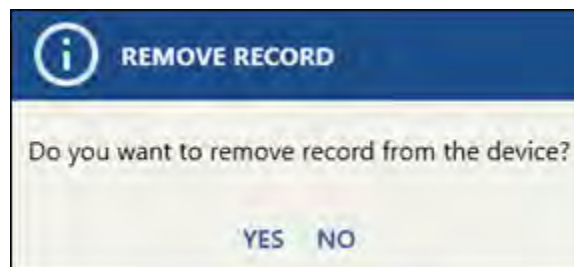 REMOVE RECORD
Do you want to remove record from the device?
YES NO